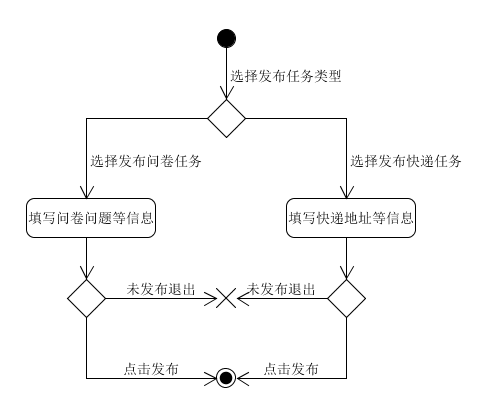 选择发布任务类型
选择发布问卷任务
选择发布快递任务
填写问卷问题等信息
填写快递地址等信息
未发布退出
未发布退出
点击发布
点击发布